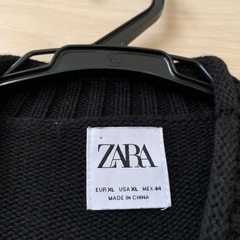 ZARA
EUR XL USA XL MEX 44
MADE IN CHINA